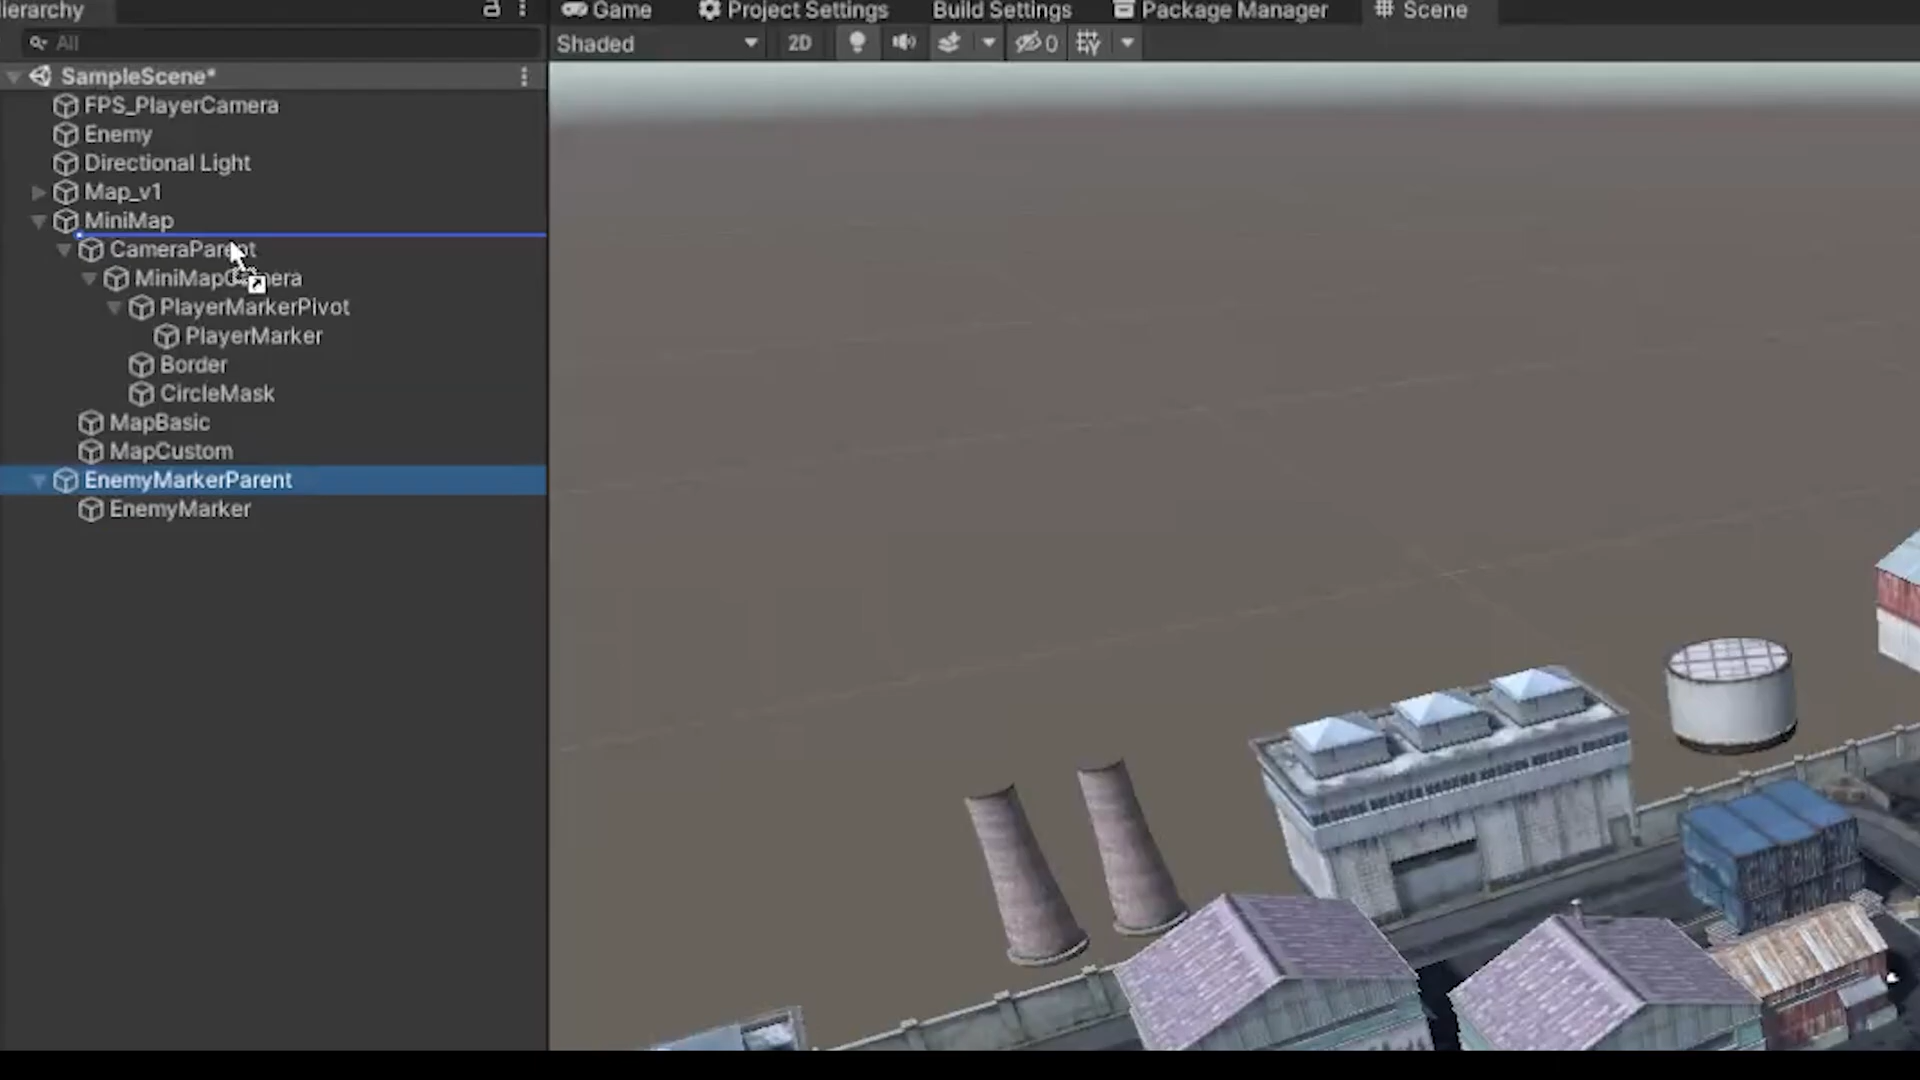 Hierarchy
Game
Project Settings
Build Settings
Package Manager
Scene
All
Shaded
2D
0
SampleScene*
FPS_PlayerCamera
Enemy
Directional Light
Map_v1
MiniMap
CameraParent
MiniMapCamera
PlayerMarkerPivot
PlayerMarker
Border
CircleMask
MapBasic
MapCustom
EnemyMarkerParent
EnemyMarker